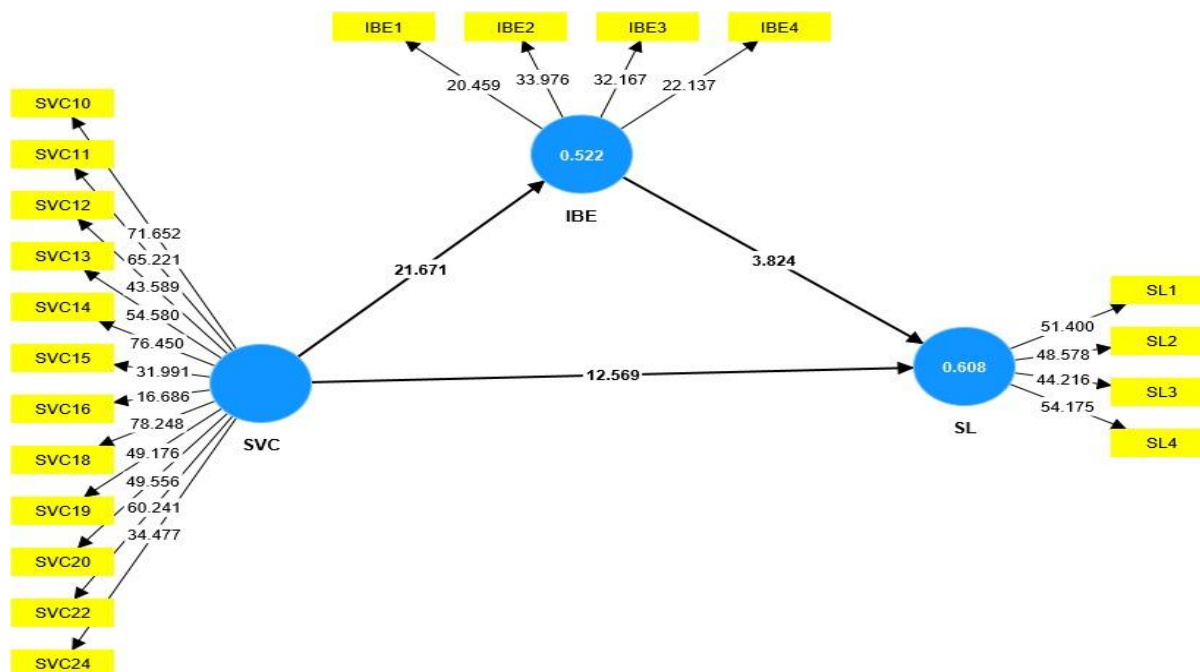 IBE1
IBE2
IBE3
IBE4
20.459
33.976
32.167
22.137
0.522
IBE
SVC10
SVC11
SVC12
SVC13
SVC14
SVC15
SVC16
SVC18
SVC19
SVC20
SVC22
SVC24
71.652
65.221
43.589
54.580
76.450
31.991
16.686
78.248
49.176
49.556
60.241
34.477
SVC
21.671
3.824
12.569
0.608
SL
51.400
48.578
44.216
54.175
SL1
SL2
SL3
SL4